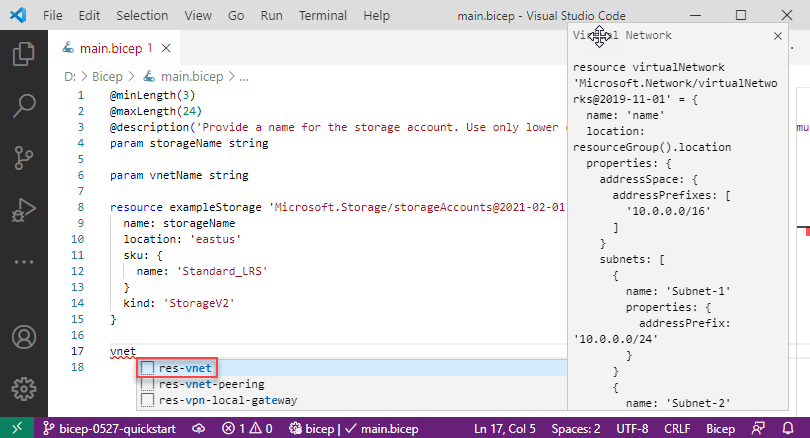 File Edit Selection View Go Run Terminal Help main.bicep - Visual Studio Code
main.bicep 1
D: > Bicep > main.bicep > ...
1 @minLength(3)
2 @maxLength(24)
3 @description('Provide a name for the storage account. Use only lower
4 param storageName string
5
6 param vnetName string
7
8 resource exampleStorage 'Microsoft.Storage/storageAccounts@2021-02-01
9 name: storageName
10 location: 'eastus'
11 sku: {
12 name: 'Standard_LRS'
13 }
14 kind: 'StorageV2'
15 }
16
17 vnet
18
res-vnet
res-vnet-peering
res-vpn-local-gateway
Virtual Network
resource virtualNetwork
'Microsoft.Network/virtualNetwo
rks@2019-11-01' = {
name: 'name'
location:
resourceGroup().location
properties: {
addressSpace: {
addressPrefixes: [
'10.0.0.0/16'
]
}
subnets: [
{
name: 'Subnet-1'
properties: {
addressPrefix:
'10.0.0.0/24'
}
}
{
name: 'Subnet-2'
bicep-0527-quickstart 1 0 bicep | ✓ main.bicep Ln 17, Col 5 Spaces: 2 UTF-8 CRLF Bicep